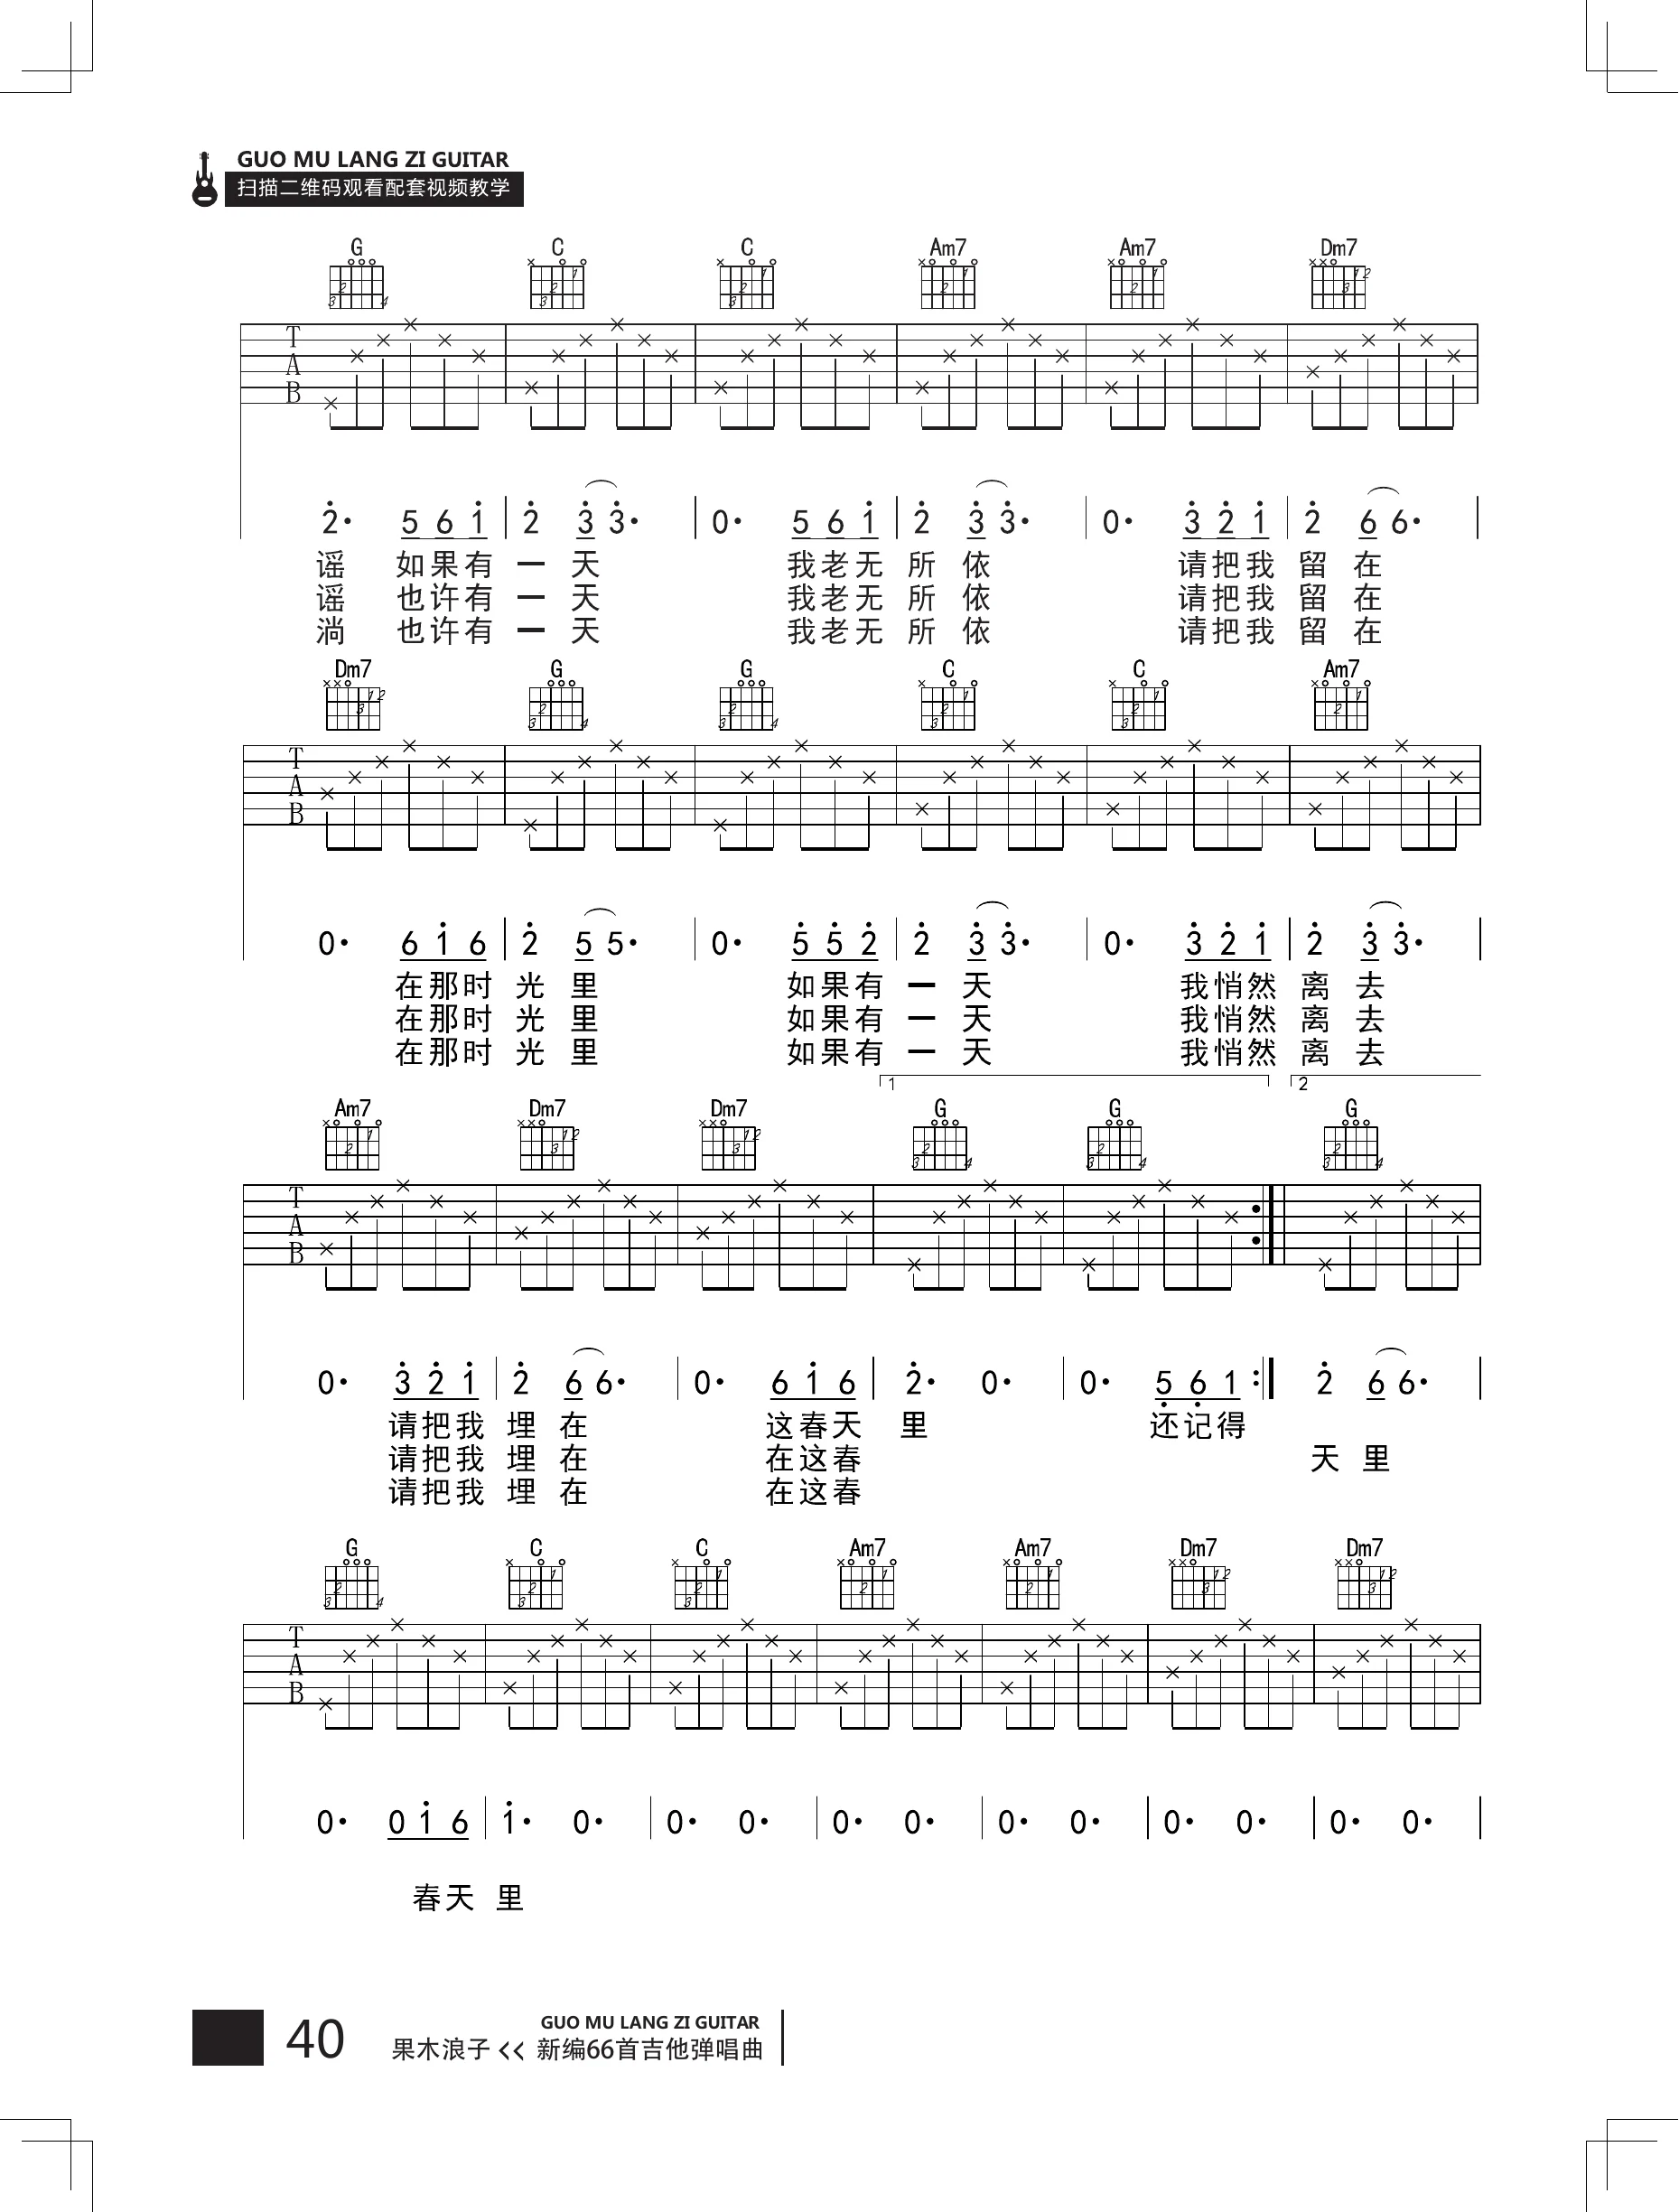 GUO MU LANG ZI GUITAR
扫描二维码观看配套视频教学
G C C Am7 Am7 Dm7
T
A
B
2· 5 6 1 2 3 3· 0· 5 6 1 2 3 3· 0· 3 2 1 2 6 6·
谣 如果有 一 天 我老无 所 依 请把我 留 在
谣 也许有 一 天 我老无 所 依 请把我 留 在
淌 也许有 一 天 我老无 所 依 请把我 留 在
Dm7 G G C C Am7
T
A
B
0· 6 1 6 2 5 5· 0· 5 5 2 2 3 3· 0· 3 2 1 2 3 3·
在那时 光 里 如果有 一 天 我悄然 离 去
在那时 光 里 如果有 一 天 我悄然 离 去
在那时 光 里 如果有 一 天 我悄然 离 去
1 2
Am7 Dm7 Dm7 G G G
T
A
B
0· 3 2 1 2 6 6· 0· 6 1 6 2· 0· 0· 5 6 1 2 6 6·
请把我 埋 在 这春天 里 还记得
请把我 埋 在 在这春 天 里
请把我 埋 在 在这春
G C C Am7 Am7 Dm7 Dm7
T
A
B
0· 0 1 6 1· 0· 0· 0· 0· 0· 0· 0· 0· 0· 0· 0·
春天 里
40
GUO MU LANG ZI GUITAR
果木浪子 << 新编66首吉他弹唱曲